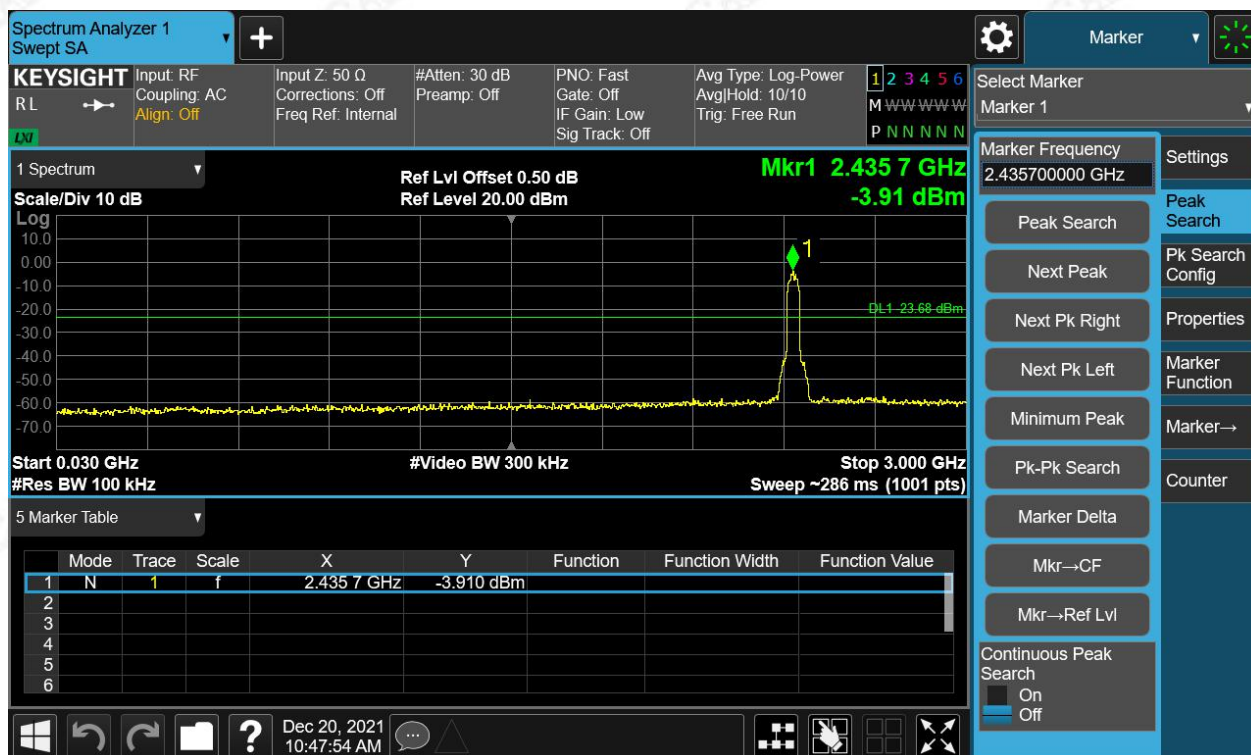 Spectrum Analyzer 1
Swept SA
+
Marker
KEYSIGHT
RL
LXI
Input: RF
Coupling: AC
Align: Off
Input Z: 50 Ω
Corrections: Off
Freq Ref: Internal
#Atten: 30 dB
Preamp: Off
PNO: Fast
Gate: Off
IF Gain: Low
Sig Track: Off
Avg Type: Log-Power
Avg|Hold: 10/10
Trig: Free Run
1 2 3 4 5 6
M W W W W W
P N N N N N
Select Marker
Marker 1
1 Spectrum
Scale/Div 10 dB
Ref Lvl Offset 0.50 dB
Ref Level 20.00 dBm
Mkr1 2.435 7 GHz
-3.91 dBm
Log
10.0
0.00
-10.0
-20.0
-30.0
-40.0
-50.0
-60.0
-70.0
1
DL1 -23.68 dBm
Start 0.030 GHz
#Res BW 100 kHz
#Video BW 300 kHz
Stop 3.000 GHz
Sweep ~286 ms (1001 pts)
5 Marker Table
Mode Trace Scale X Y Function Function Width Function Value
1 N 1 f 2.435 7 GHz -3.910 dBm
2
3
4
5
6
Marker Frequency
2.435700000 GHz
Peak Search
Next Peak
Next Pk Right
Next Pk Left
Minimum Peak
Pk-Pk Search
Marker Delta
Mkr→CF
Mkr→Ref Lvl
Continuous Peak
Search
On
Off
Settings
Peak
Search
Pk Search
Config
Properties
Marker
Function
Marker→
Counter
?
Dec 20, 2021
10:47:54 AM